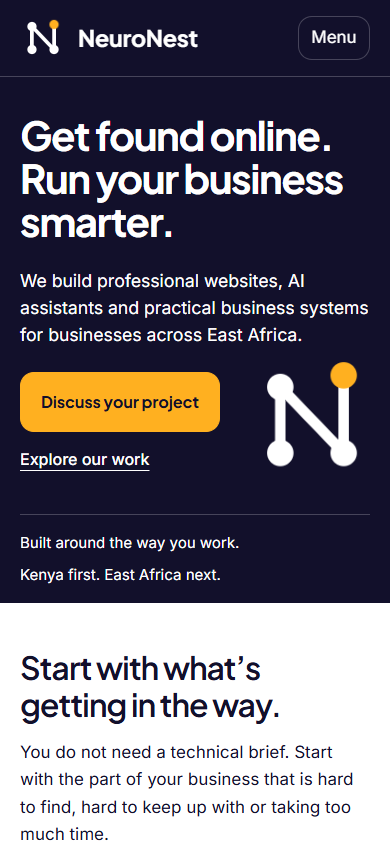 NeuroNest
Menu
Get found online.
Run your business
smarter.
We build professional websites, AI
assistants and practical business systems
for businesses across East Africa.
Discuss your project
Explore our work
Built around the way you work.
Kenya first. East Africa next.
Start with what’s
getting in the way.
You do not need a technical brief. Start
with the part of your business that is hard
to find, hard to keep up with or taking too
much time.